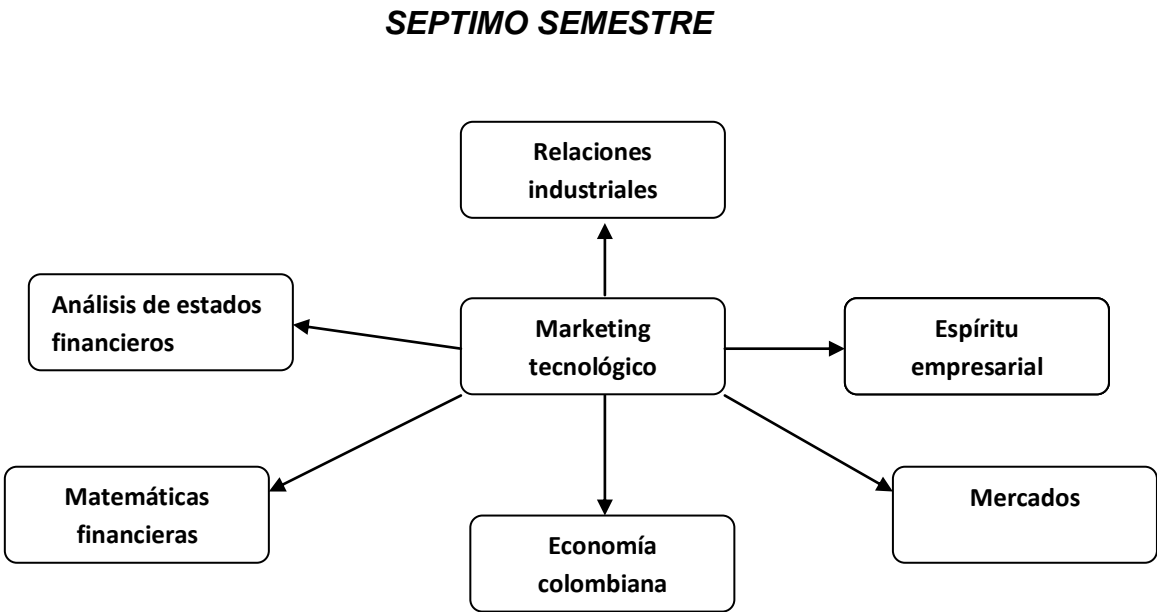 SEPTIMO SEMESTRE
Relaciones
industriales
Análisis de estados
financieros
Marketing
tecnológico
Espíritu
empresarial
Matemáticas
financieras
Economía
colombiana
Mercados